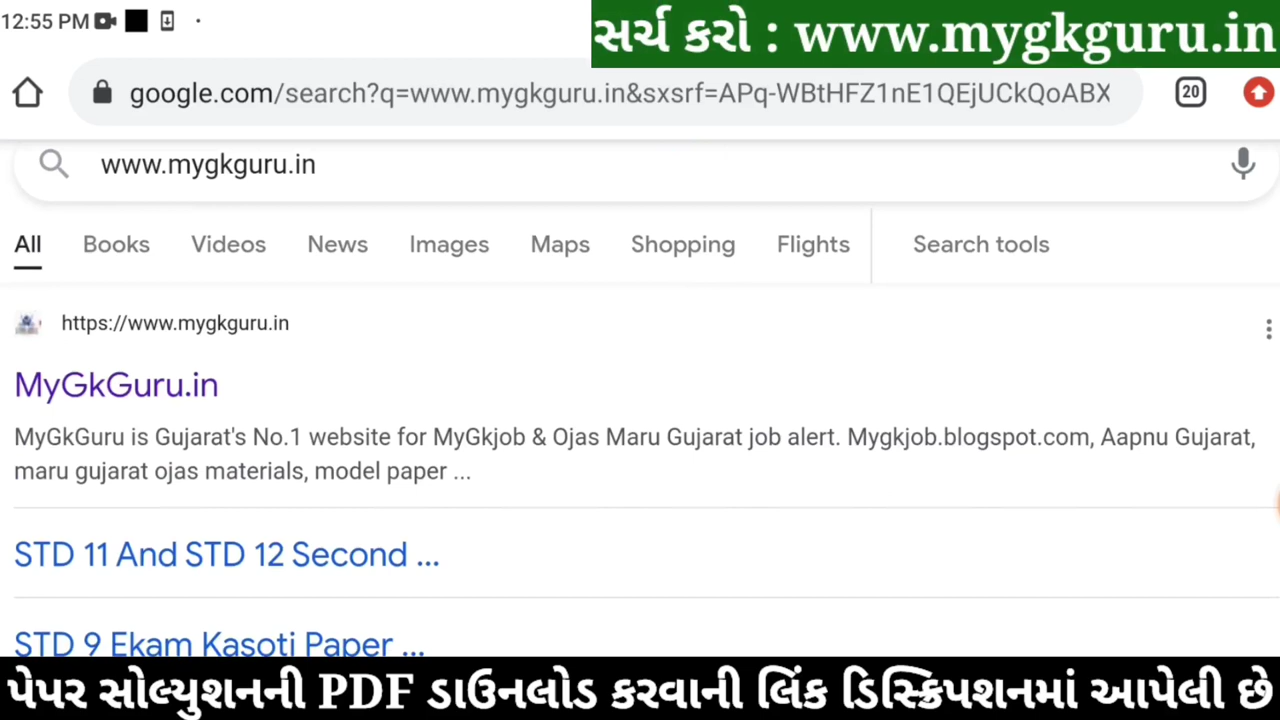 12:55 PM
સર્ચ કરો : www.mygkguru.in
google.com/search?q=www.mygkguru.in&sxsrf=APq-WBtHFZ1nE1QEjUCkQoABX
20
www.mygkguru.in
All Books Videos News Images Maps Shopping Flights Search tools
https://www.mygkguru.in
MyGkGuru.in
MyGkGuru is Gujarat's No.1 website for MyGkjob & Ojas Maru Gujarat job alert. Mygkjob.blogspot.com, Aapnu Gujarat,
maru gujarat ojas materials, model paper ...
STD 11 And STD 12 Second ...
STD 9 Ekam Kasoti Paper ...
પેપર સોલ્યુશનની PDF ડાઉનલોડ કરવાની લિંક ડિસ્ક્રિપશનમાં આપેલી છે